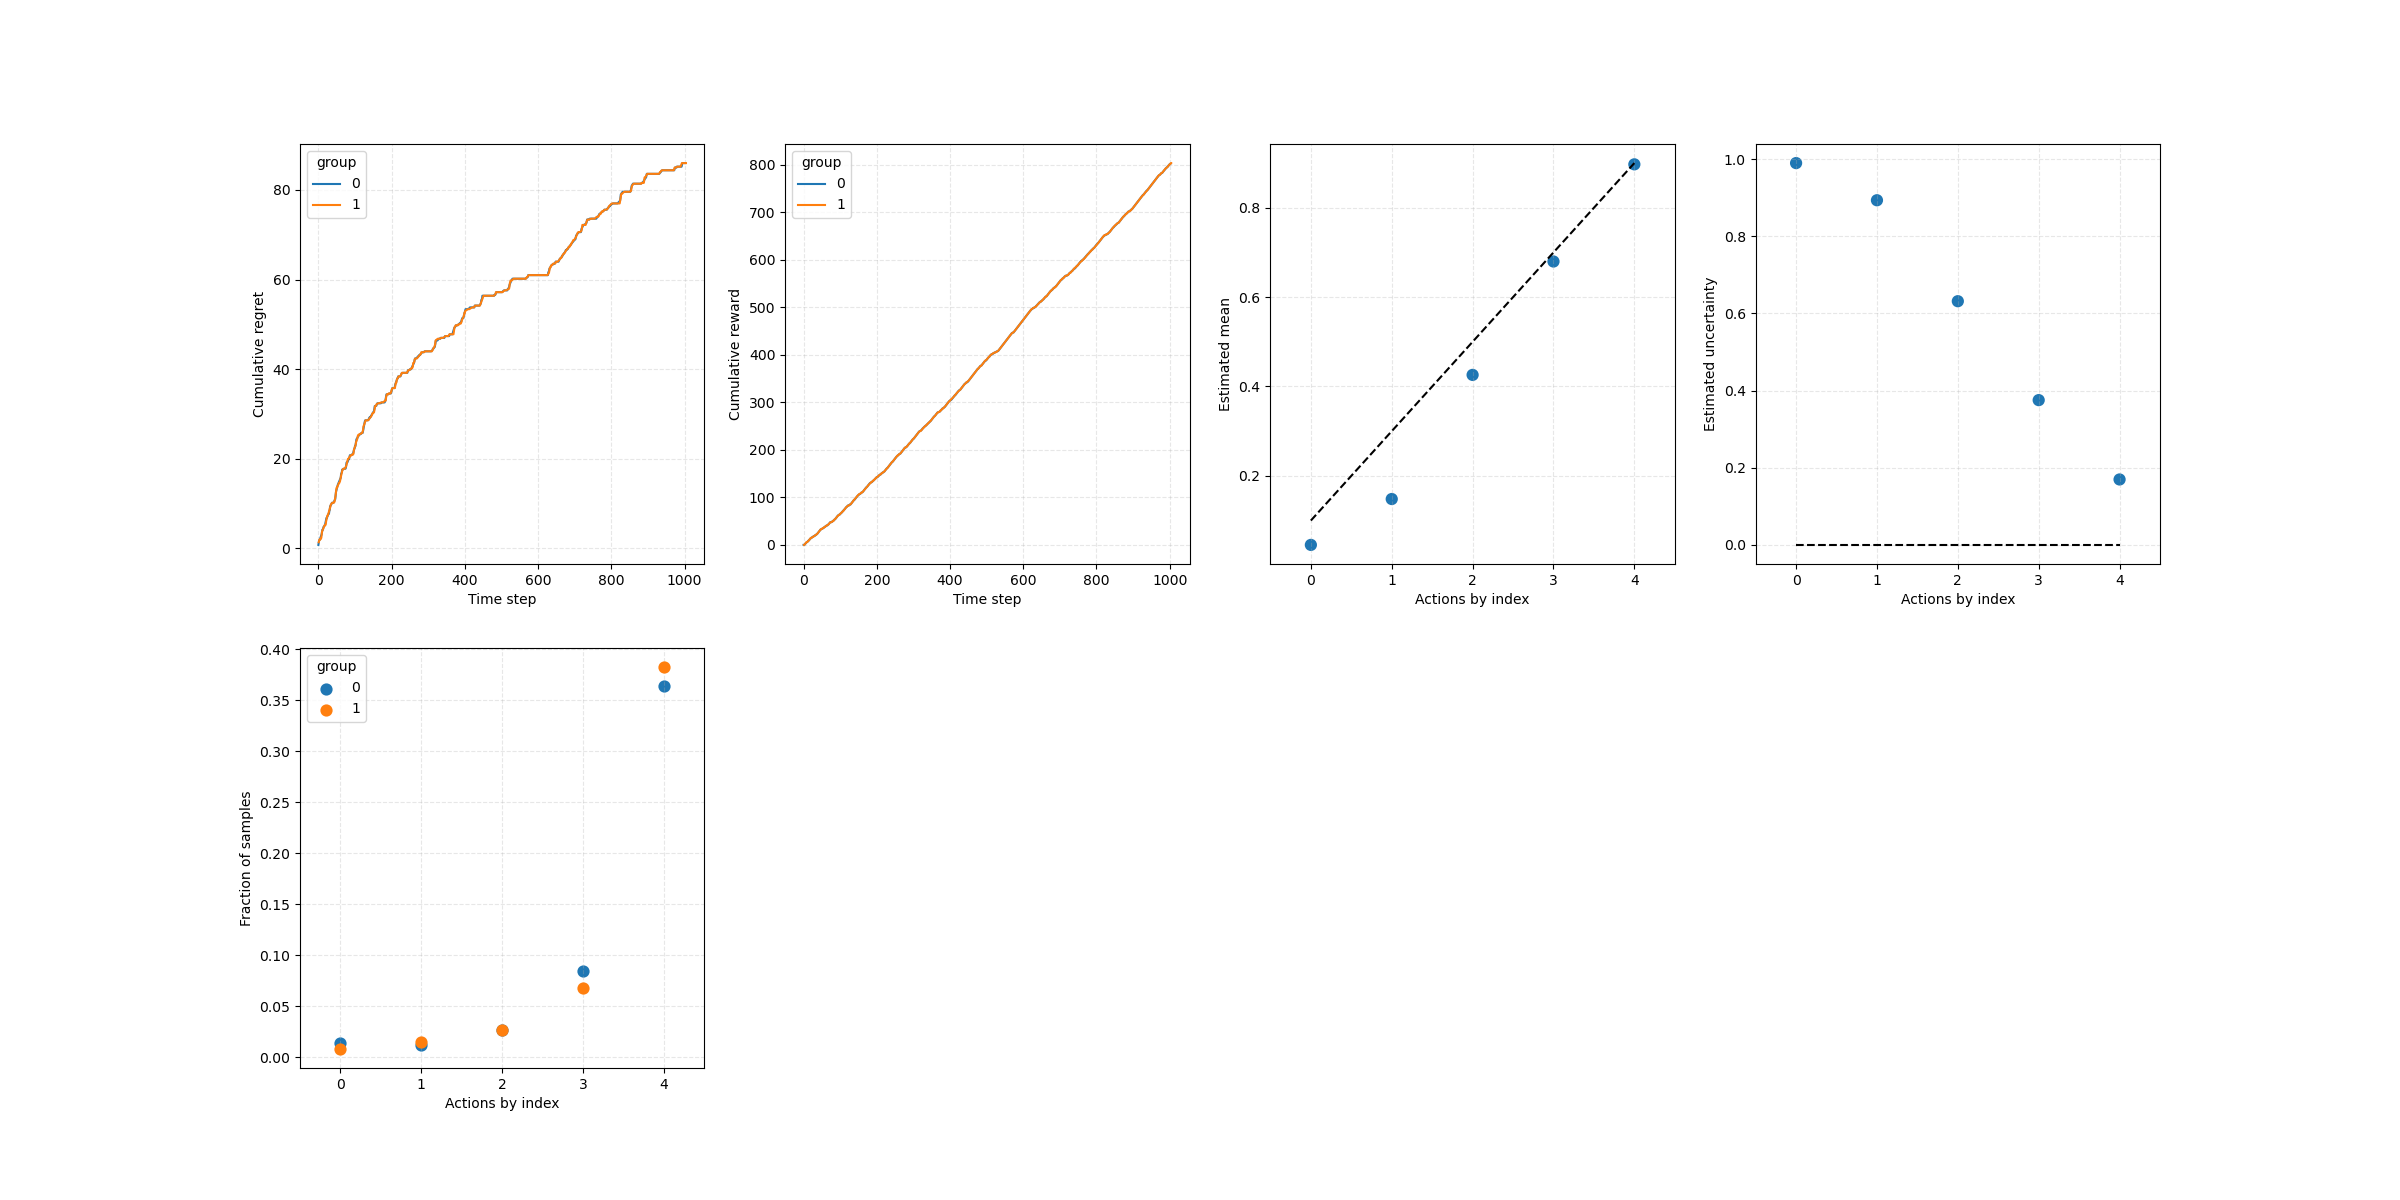 group
0
1
80
60
40
20
0
Cumulative regret
0 200 400 600 800 1000
Time step
group
0
1
800
700
600
500
400
300
200
100
0
Cumulative reward
0 200 400 600 800 1000
Time step
0.8
0.6
0.4
0.2
Estimated mean
0 1 2 3 4
Actions by index
1.0
0.8
0.6
0.4
0.2
0.0
Estimated uncertainty
0 1 2 3 4
Actions by index
group
0
1
0.40
0.35
0.30
0.25
0.20
0.15
0.10
0.05
0.00
Fraction of samples
0 1 2 3 4
Actions by index